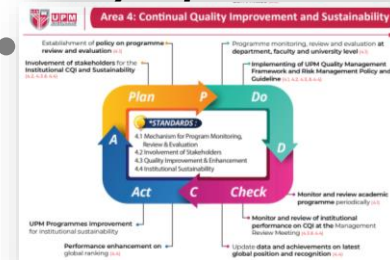 UPM
Area 4: Continual Quality Improvement and Sustainability
Establishment of policy on programme
review and evaluation (4.1)
Involvement of stakeholders for the
Institutional CQI and Sustainability
Programme monitoring, review and evaluation at
department, faculty and university level
Implementing of UPM Quality Management
Framework and Risk Management Policy and
Guideline
Plan P Do
*STANDARDS:
4.1 Mechanism for Program Monitoring,
Review & Evaluation
4.2 Involvement of Stakeholders
4.3 Quality Improvement & Enhancement
4.4 Institutional Sustainability
A D
Act C Check
Monitor and review academic
programme periodically
Monitor and review of institutional
performance on CQI at the Management
Review Meeting
Update data and achievements on latest
global position and recognition
UPM Programmes Improvement
for institutional sustainability
Performance enhancement on
global ranking